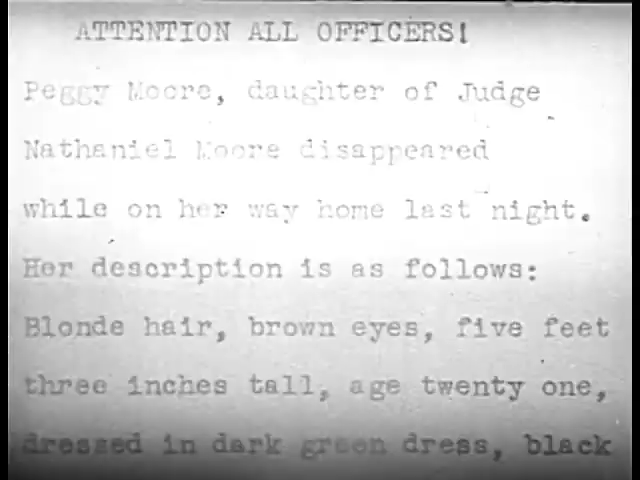 ATTENTION ALL OFFICERS!
Peggy Moore, daughter of Judge
Nathaniel Moore disappeared
while on her way home last night.
Her description is as follows:
Blonde hair, brown eyes, five feet
three inches tall, age twenty one,
dressed in dark green dress, black